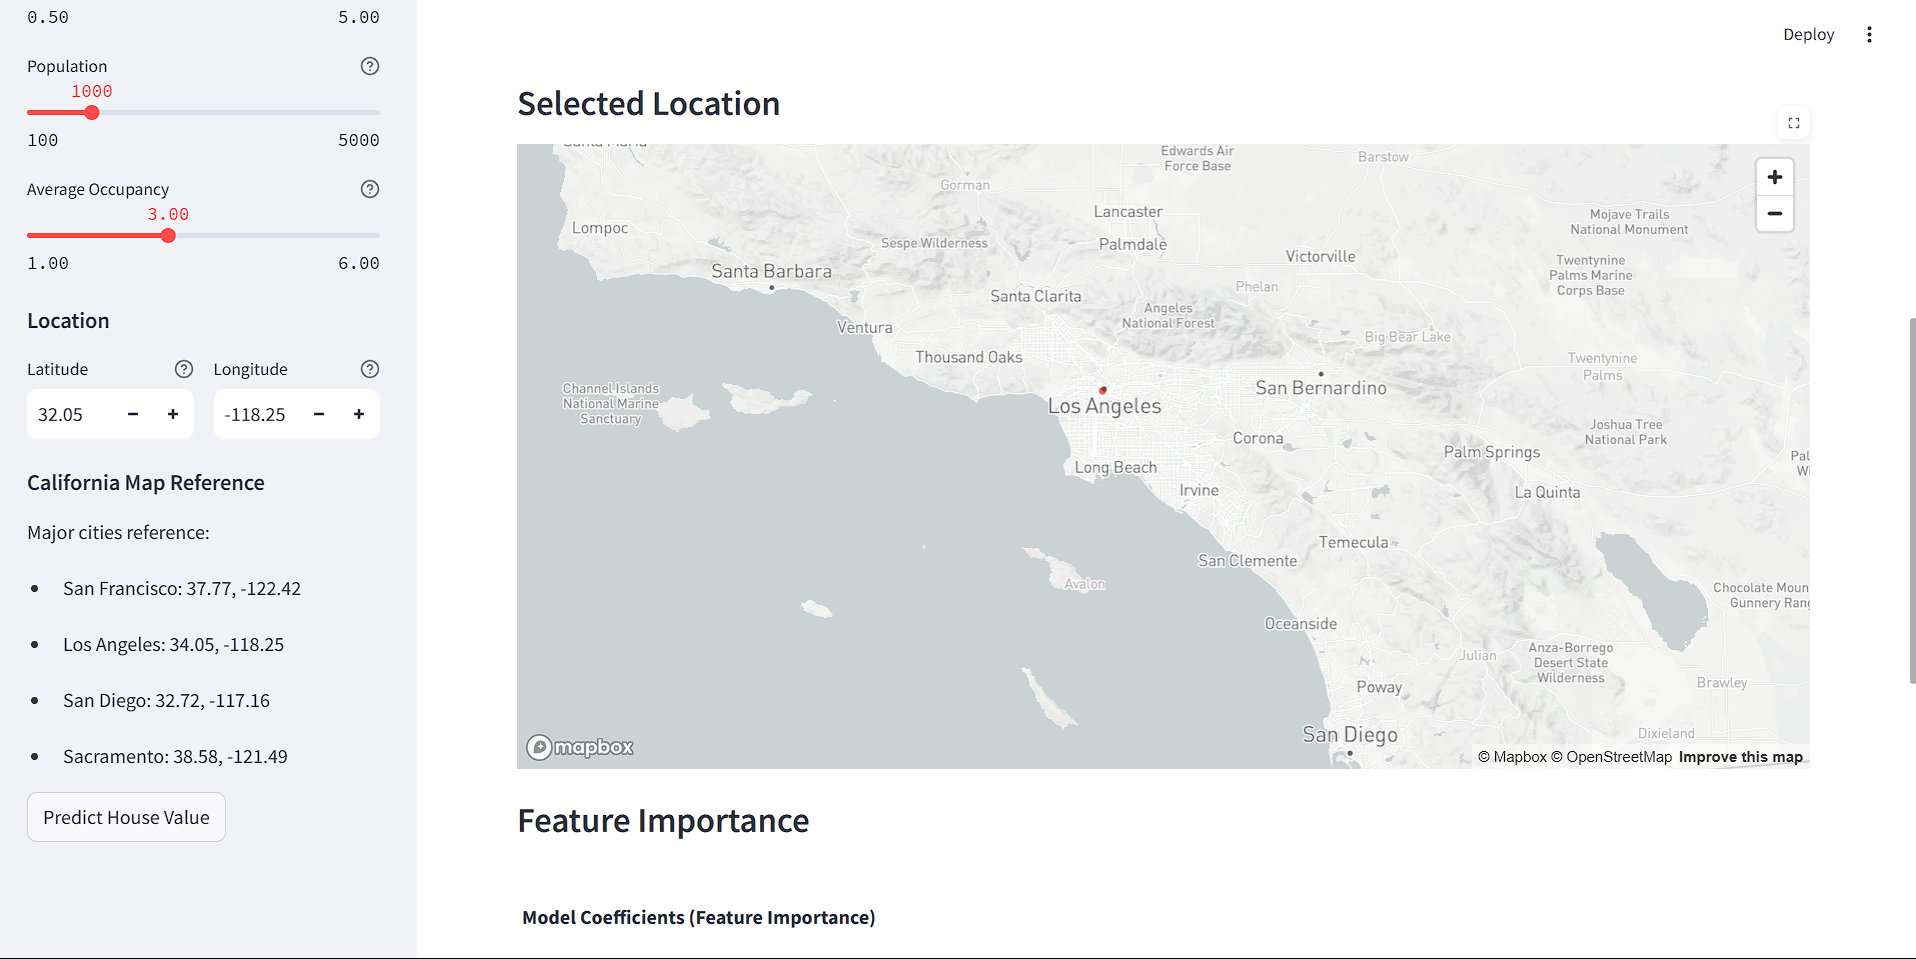 0.50 5.00
Population
1000
100 5000
Average Occupancy
3.00
1.00 6.00
Location
Latitude Longitude
32.05 - + -118.25 - +
California Map Reference
Major cities reference:
San Francisco: 37.77, -122.42
Los Angeles: 34.05, -118.25
San Diego: 32.72, -117.16
Sacramento: 38.58, -121.49
Predict House Value
Deploy
Selected Location
Edwards Air
Force Base
Barstow
Gorman
Lancaster
Mojave Trails
National Monument
Lompoc
Sespe Wilderness
Palmdale
Victorville
Twentynine
Palms Marine
Corps Base
Santa Barbara
Santa Clarita
Phelan
Angeles
National Forest
Ventura
Big Bear Lake
Thousand Oaks
Twentynine
Palms
Channel Islands
National Marine
Sanctuary
San Bernardino
Los Angeles
Joshua Tree
National Park
Corona
Palm Springs
Long Beach
Irvine
La Quinta
Temecula
San Clemente
Avalon
Chocolate Moun
Gunnery Rang
Oceanside
Julian
Anza-Borrego
Desert State
Wilderness
Poway
Brawley
San Diego
Dixieland
mapbox
© Mapbox © OpenStreetMap Improve this map
Feature Importance
Model Coefficients (Feature Importance)